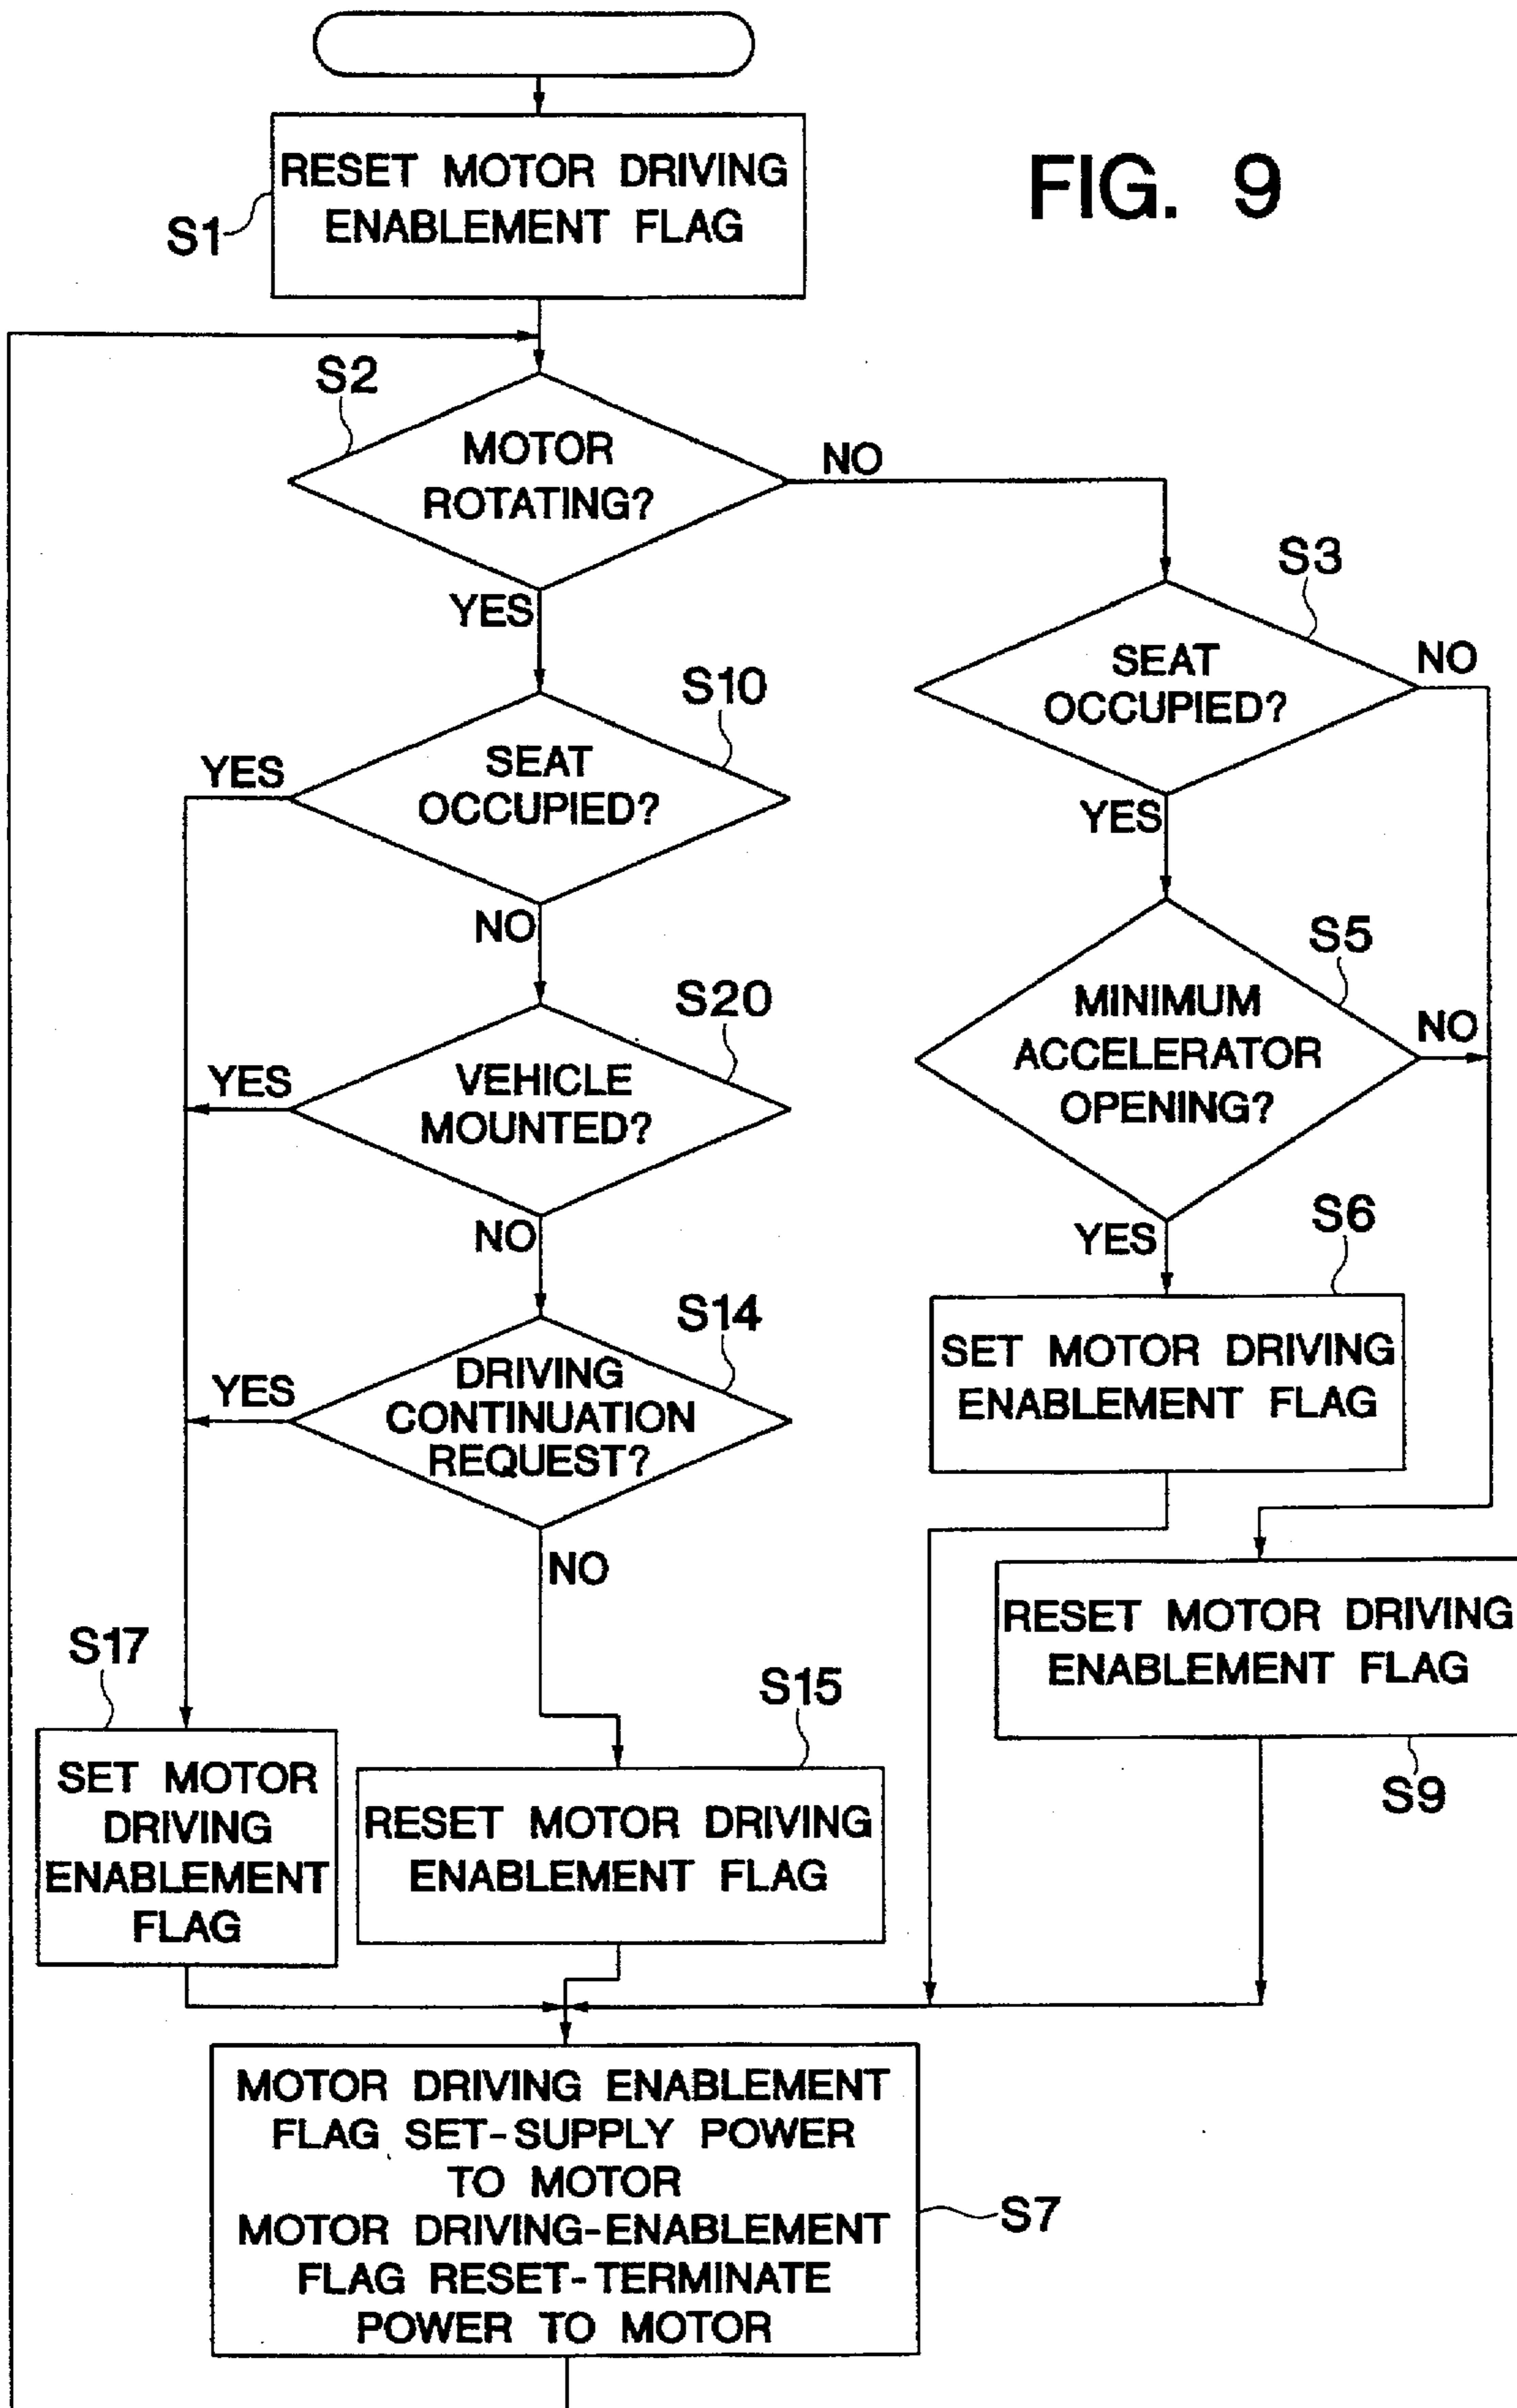 FIG. 9
RESET MOTOR DRIVING
ENABLEMENT FLAG
S1
S2
MOTOR
ROTATING?
NO
YES
S3
SEAT
OCCUPIED?
NO
YES
S10
SEAT
OCCUPIED?
YES
NO
S5
MINIMUM
ACCELERATOR
OPENING?
NO
YES
S20
VEHICLE
MOUNTED?
YES
NO
S6
SET MOTOR DRIVING
ENABLEMENT FLAG
S14
DRIVING
CONTINUATION
REQUEST?
YES
NO
RESET MOTOR DRIVING
ENABLEMENT FLAG
S9
S17
SET MOTOR
DRIVING
ENABLEMENT
FLAG
S15
RESET MOTOR DRIVING
ENABLEMENT FLAG
MOTOR DRIVING ENABLEMENT
FLAG SET-SUPPLY POWER
TO MOTOR
MOTOR DRIVING-ENABLEMENT
FLAG RESET-TERMINATE
POWER TO MOTOR
S7